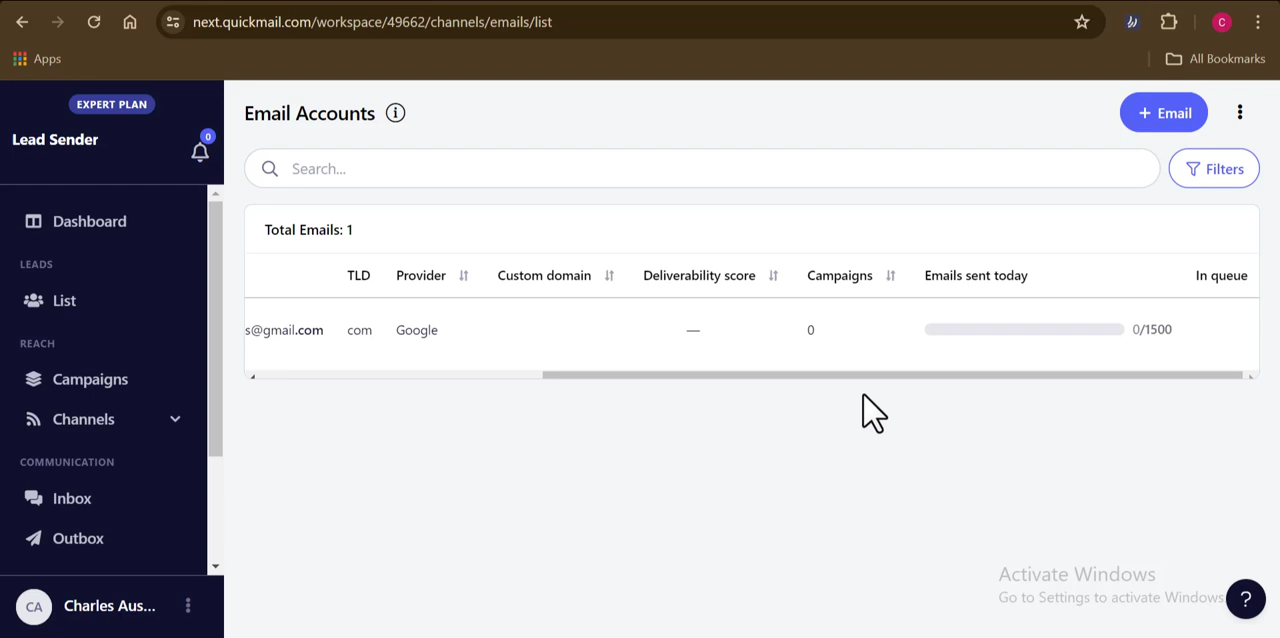 next.quickmail.com/workspace/49662/channels/emails/list
C
Apps
All Bookmarks
EXPERT PLAN
Lead Sender
0
Dashboard
LEADS
List
REACH
Campaigns
Channels
COMMUNICATION
Inbox
Outbox
CA Charles Aus...
Email Accounts
+ Email
Search...
Filters
Total Emails: 1
TLD Provider Custom domain Deliverability score Campaigns Emails sent today In queue
s@gmail.com com Google — 0 0/1500
Activate Windows
Go to Settings to activate Windows
?